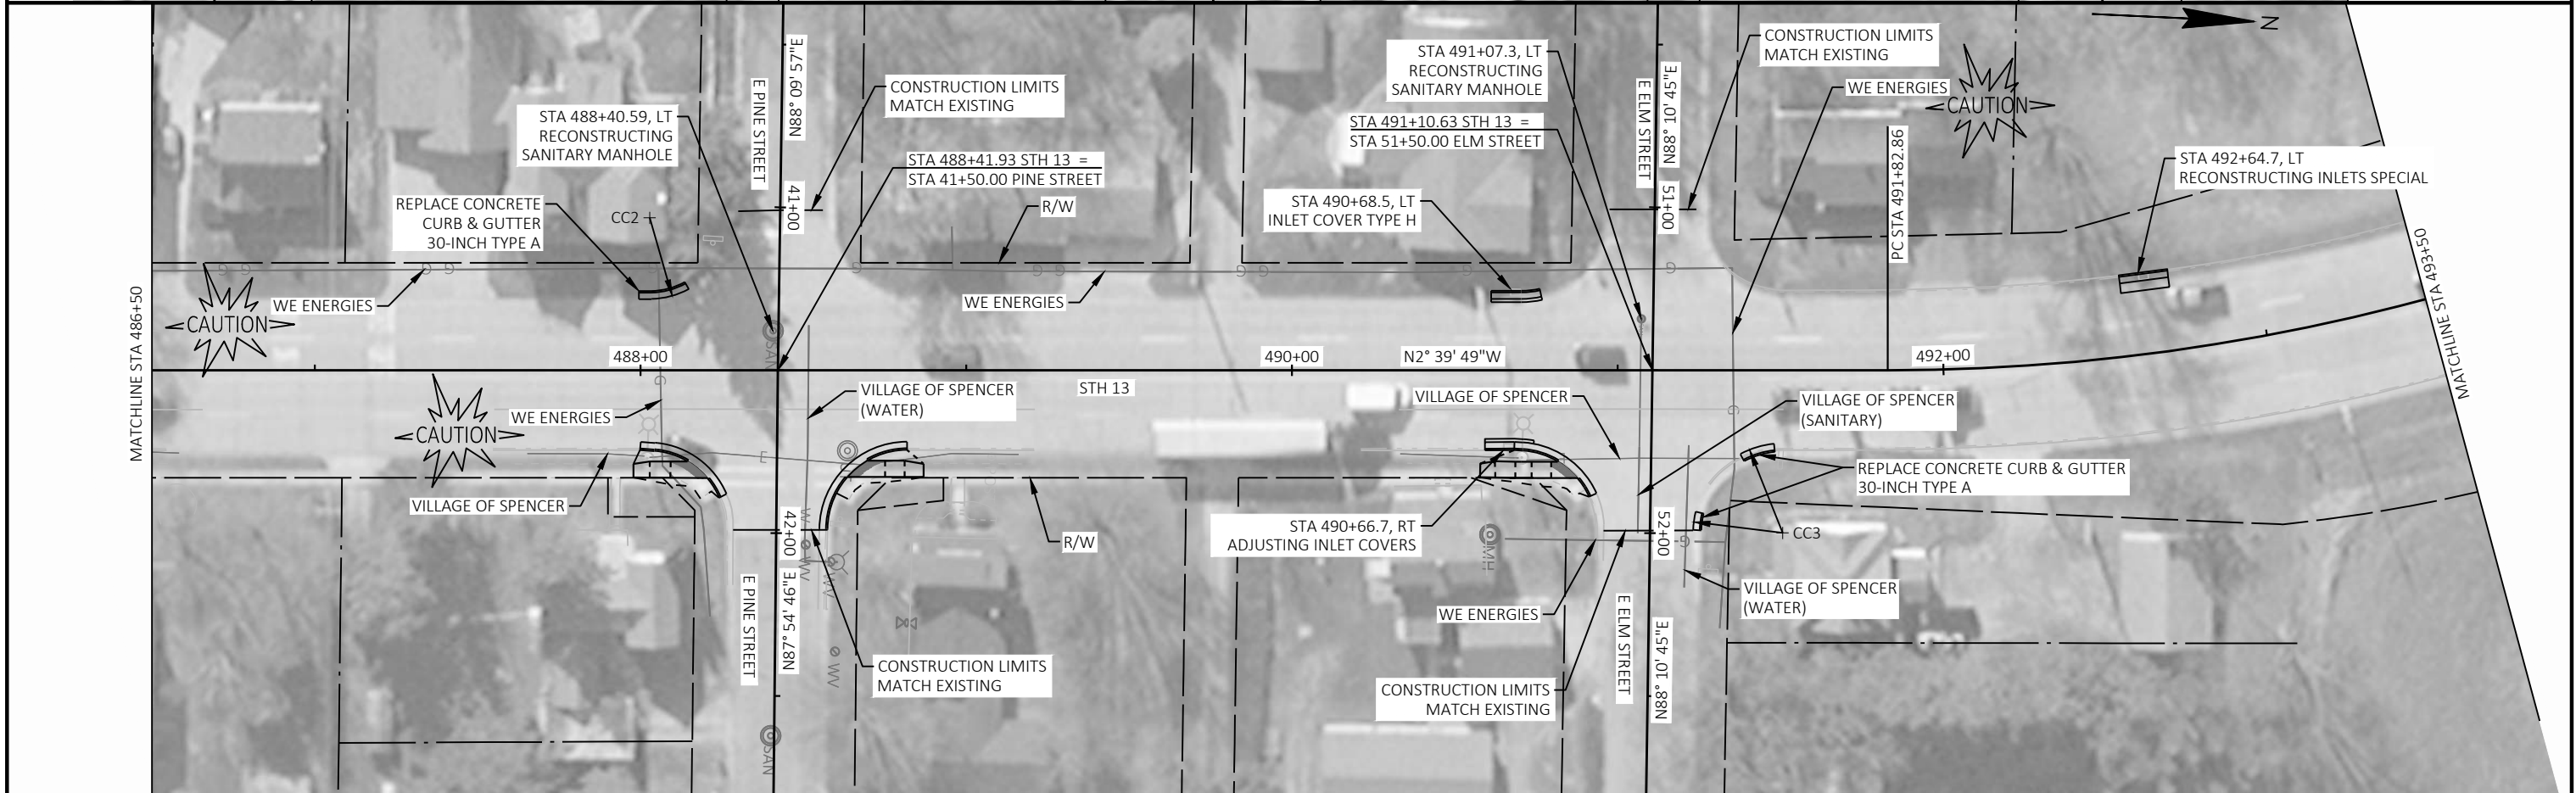 N
STA 488+40.59, LT
RECONSTRUCTING
SANITARY MANHOLE
E PINE STREET
N88° 09' 57"E
CONSTRUCTION LIMITS
MATCH EXISTING
STA 488+41.93 STH 13 =
STA 41+50.00 PINE STREET
41+00
R/W
REPLACE CONCRETE
CURB & GUTTER
30-INCH TYPE A
CC2
STA 491+07.3, LT
RECONSTRUCTING
SANITARY MANHOLE
STA 491+10.63 STH 13 =
STA 51+50.00 ELM STREET
STA 490+68.5, LT
INLET COVER TYPE H
E ELM STREET
N88° 10' 45"E
51+00
CONSTRUCTION LIMITS
MATCH EXISTING
WE ENERGIES
CAUTION
PC STA 491+82.86
STA 492+64.7, LT
RECONSTRUCTING INLETS SPECIAL
MATCHLINE STA 486+50
CAUTION
WE ENERGIES
G
G
G
G
G
G
G
G
G
G
G
WE ENERGIES
SAN
MATCHLINE STA 493+50
488+00
490+00
N2° 39' 49"W
492+00
STH 13
G
WE ENERGIES
CAUTION
VILLAGE OF SPENCER
(WATER)
VILLAGE OF SPENCER
VILLAGE OF SPENCER
(SANITARY)
G
E
VILLAGE OF SPENCER
REPLACE CONCRETE CURB & GUTTER
30-INCH TYPE A
CC3
42+00
W
WV
WV
R/W
STA 490+66.7, RT
ADJUSTING INLET COVERS
MH
52+00
G
E PINE STREET
N87° 54' 46"E
WE ENERGIES
VILLAGE OF SPENCER
(WATER)
WV
CONSTRUCTION LIMITS
MATCH EXISTING
CONSTRUCTION LIMITS
MATCH EXISTING
E ELM STREET
N88° 10' 45"E
SAN